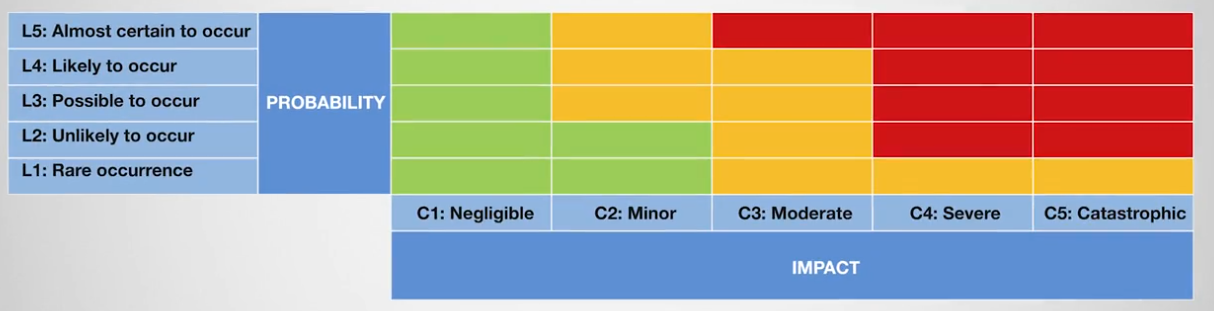 L5: Almost certain to occur
L4: Likely to occur
L3: Possible to occur
PROBABILITY
L2: Unlikely to occur
L1: Rare occurrence
C1: Negligible
C2: Minor
C3: Moderate
C4: Severe
C5: Catastrophic
IMPACT